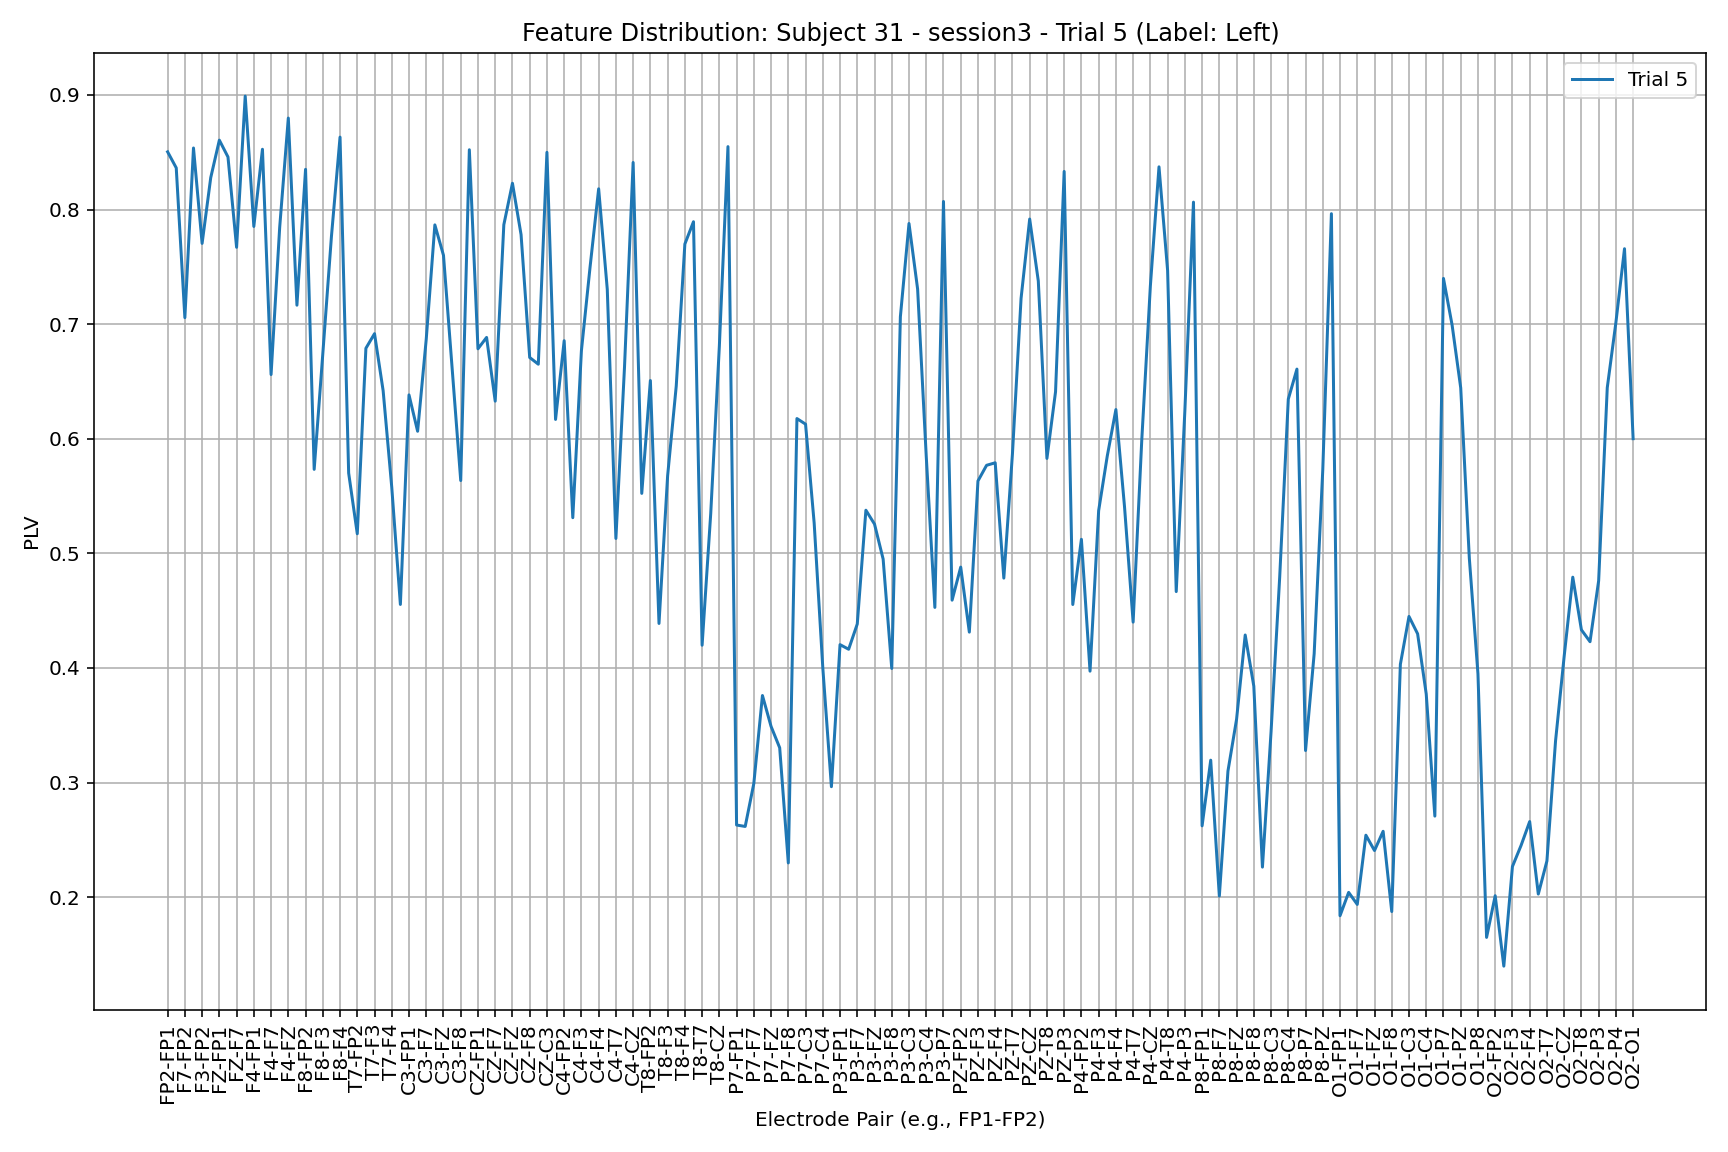 Feature Distribution: Subject 31 - session3 - Trial 5 (Label: Left)
Trial 5
0.9
0.8
0.7
0.6
0.5
0.4
0.3
0.2
PLV
FP2-FP1
F7-FP2
F3-FP2
FZ-FP1
FZ-F7
F4-FP1
F4-F7
F4-FZ
F8-FP2
F8-F3
F8-F4
T7-FP2
T7-F3
T7-F4
C3-FP1
C3-F7
C3-FZ
C3-F8
CZ-FP1
CZ-F7
CZ-FZ
CZ-F8
CZ-C3
C4-FP2
C4-F3
C4-F4
C4-T7
C4-CZ
T8-FP2
T8-F3
T8-F4
T8-T7
T8-CZ
P7-FP1
P7-F7
P7-FZ
P7-F8
P7-C3
P7-C4
P3-FP1
P3-F7
P3-FZ
P3-F8
P3-C3
P3-C4
P3-P7
PZ-FP2
PZ-F3
PZ-F4
PZ-T7
PZ-CZ
PZ-T8
PZ-P3
P4-FP2
P4-F3
P4-F4
P4-T7
P4-CZ
P4-T8
P4-P3
P8-FP1
P8-F7
P8-FZ
P8-F8
P8-C3
P8-C4
P8-P7
P8-PZ
O1-FP1
O1-F7
O1-FZ
O1-F8
O1-C3
O1-C4
O1-P7
O1-PZ
O1-P8
O2-FP2
O2-F3
O2-F4
O2-T7
O2-CZ
O2-T8
O2-P3
O2-P4
O2-O1
Electrode Pair (e.g., FP1-FP2)